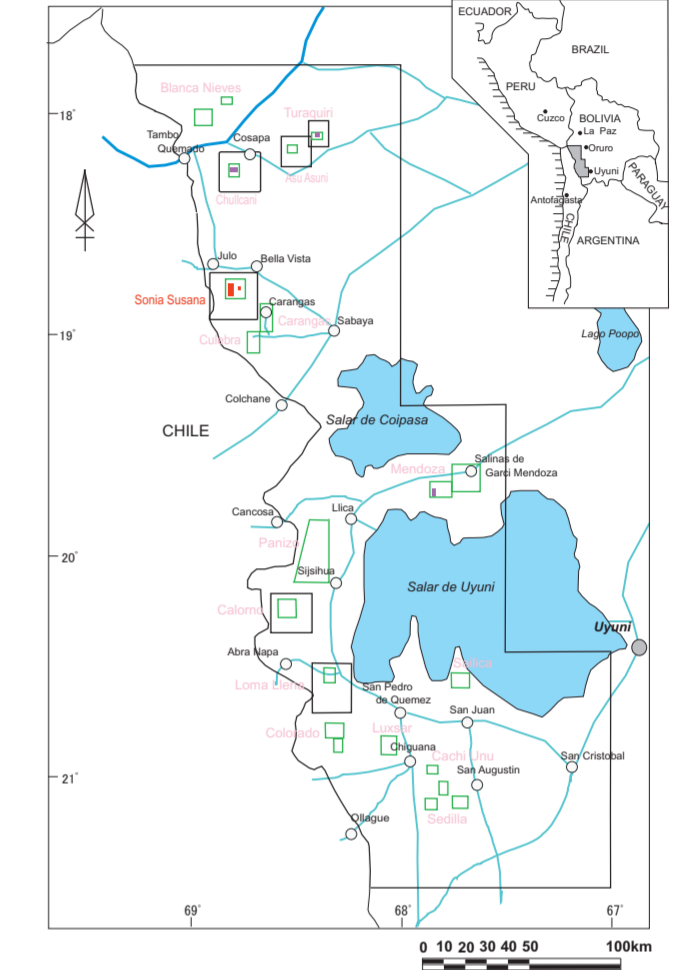 ECUADOR
BRAZIL
PERU
Cuzco
BOLIVIA
La Paz
Oruro
Uyuni
PARAGUAY
Antofagasta
CHILE
ARGENTINA
Blanca Nieves
18°
Turaquiri
Tambo
Quemado
Cosapa
Asu Asuni
Chullcani
Julo
Bella Vista
Sonia Susana
Carangas
Carangas
Sabaya
19°
Culebra
Lago Poopo
Colchane
CHILE
Salar de Coipasa
Mendoza
Salinas de
Garci Mendoza
Cancosa
Llica
Panizo
20°
Sijsihua
Salar de Uyuni
Calorno
Uyuni
Abra Napa
Sailica
Loma Llena
San Pedro
de Quemez
San Juan
Colorado
Luxsar
Chiguana
Cachi Unu
San Cristobal
21°
San Augustin
Ollague
Sedilla
69°
68°
67°
0 10 20 30 40 50 100km